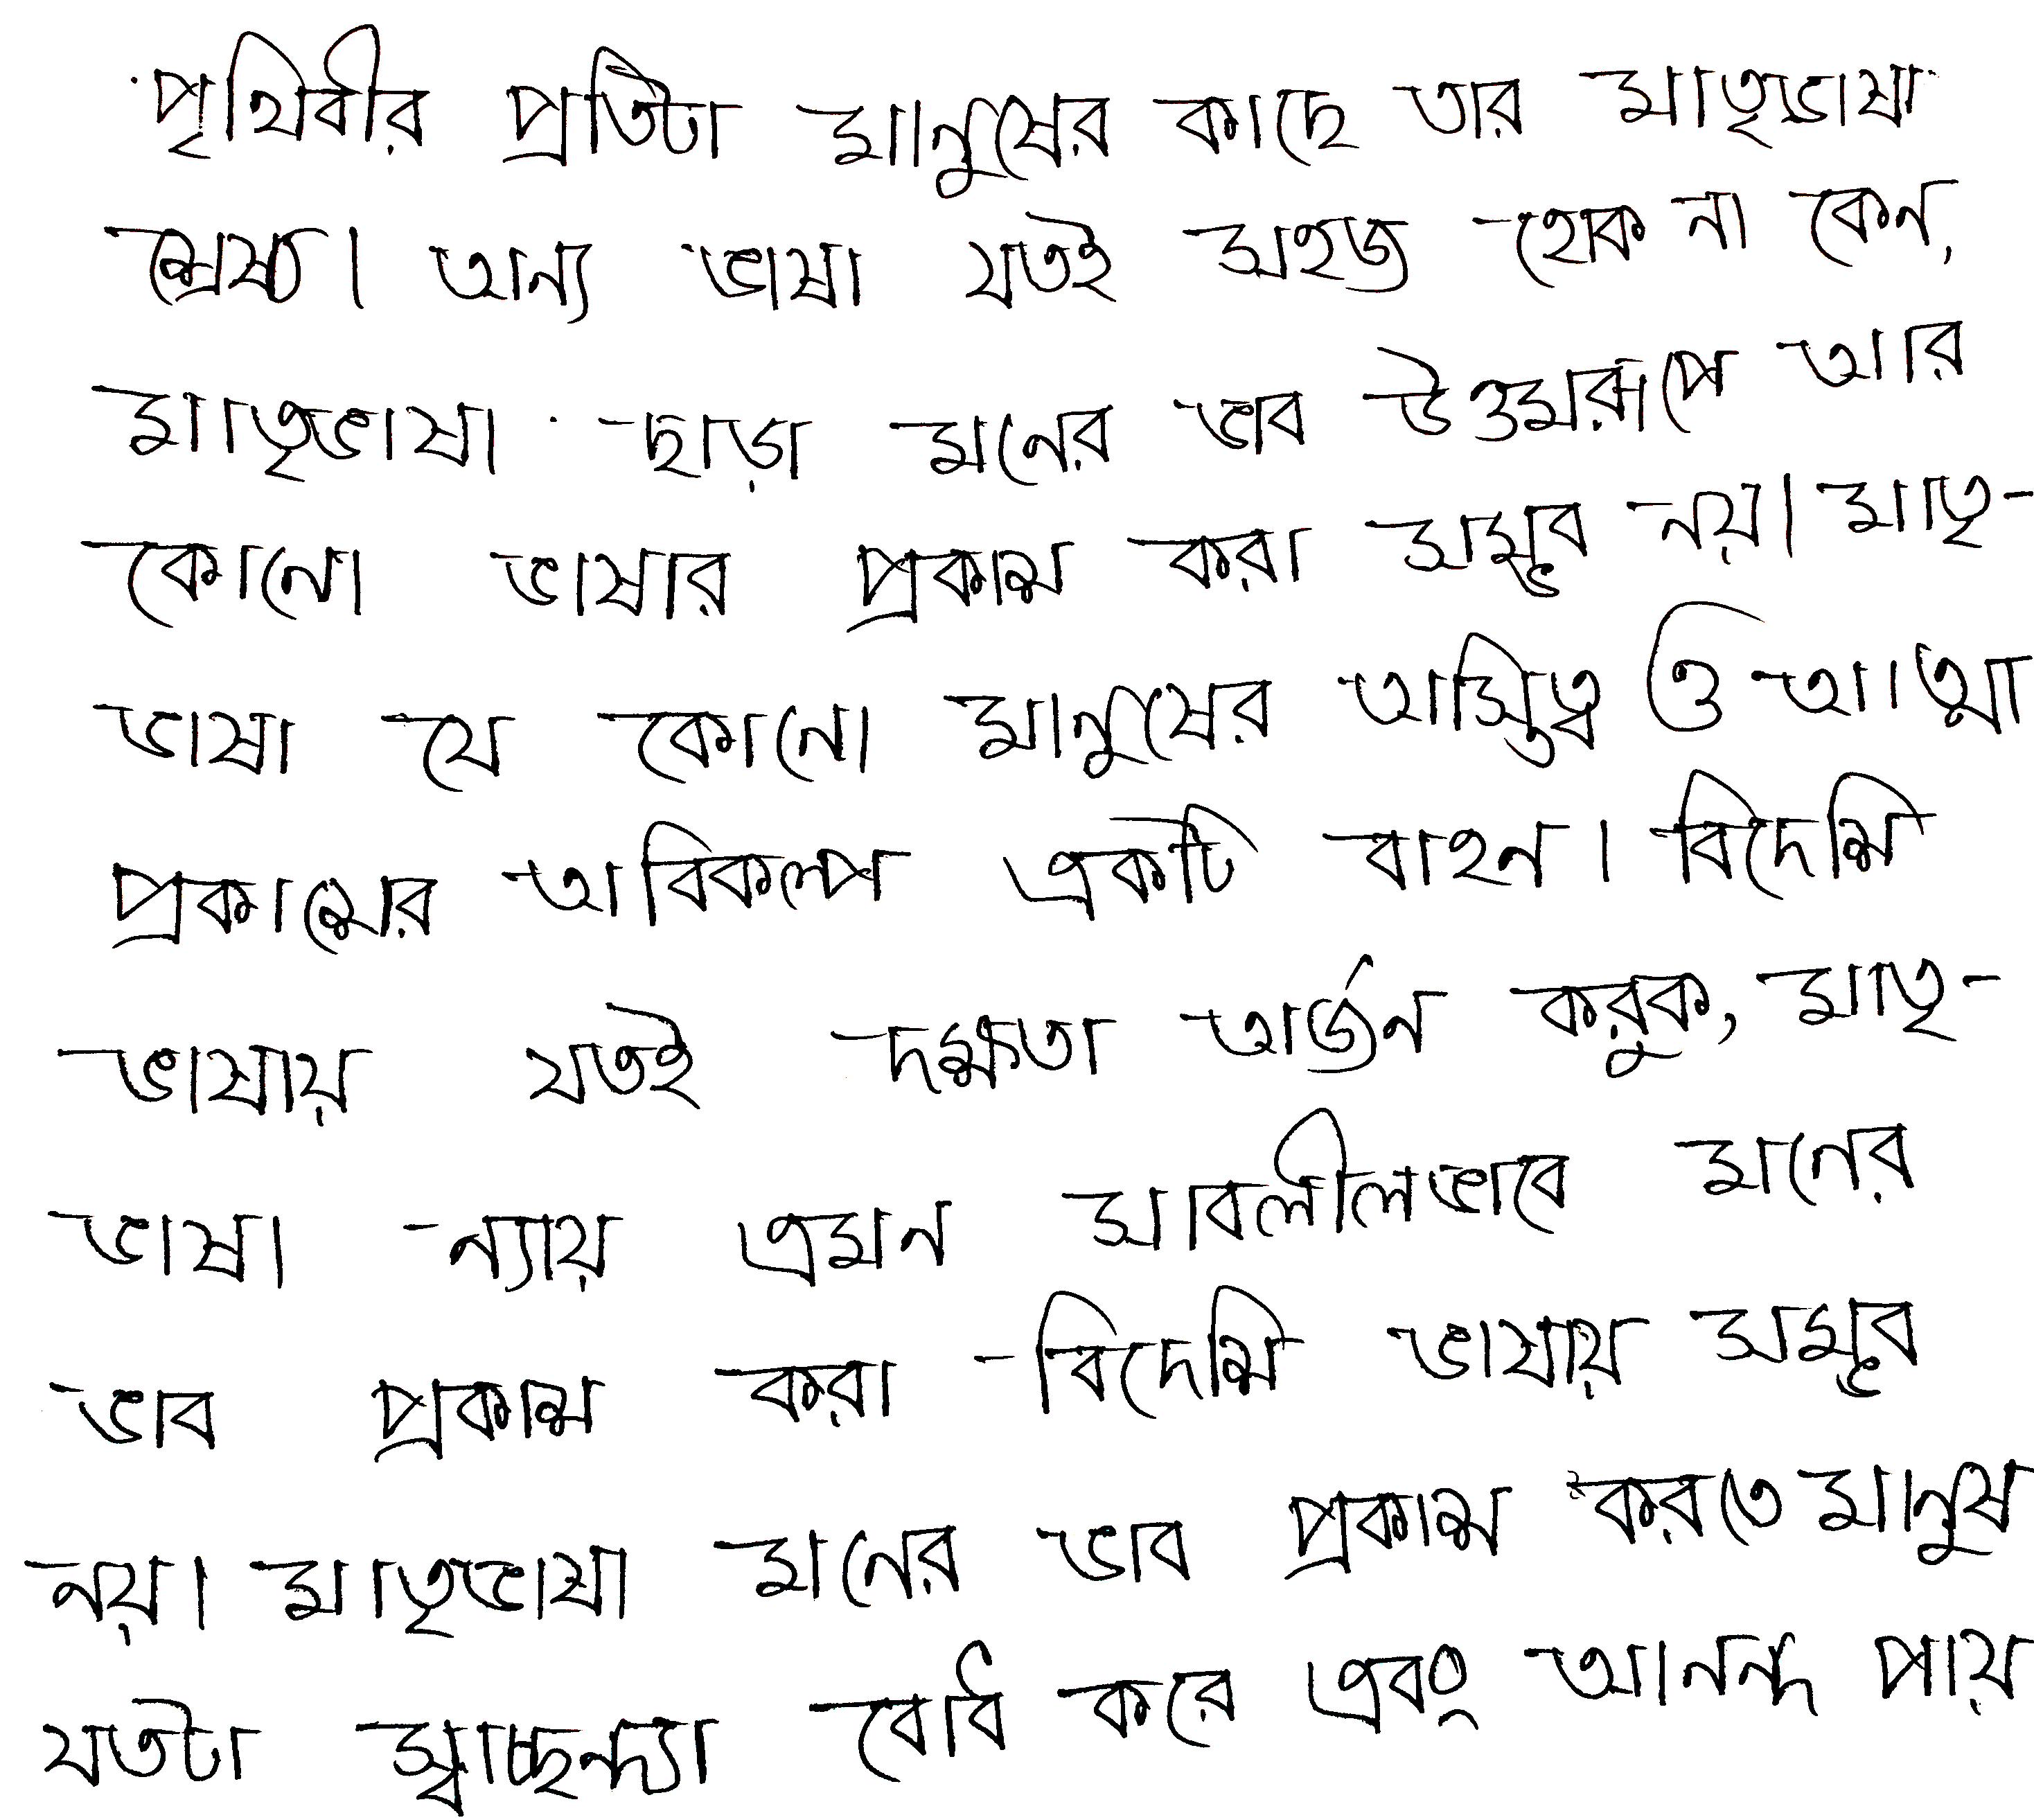 পৃথিবীর প্রতিটা মানুষের কাছে তার মাতৃভাষা
শ্রেষ্ঠ। অন্য ভাষা যতই সহজ হোক না কেন,
মাতৃভাষা ছাড়া মনের ভাব উত্তমরূপে আর
কোনো ভাষার প্রকাশ করা সম্ভব নয়। মাতৃ-
ভাষা যে কোনো মানুষের অস্তিত্ব ও আত্মা
প্রকাশের অবিকল্প একটি বাহন। বিদেশি
ভাষায় যতই দক্ষতা অর্জন করুক, মাতৃ-
ভাষা ন্যায় এমন সাবলীলভাবে মনের
ভাব প্রকাশ করা বিদেশি ভাষায় সম্ভব
নয়। মাতৃভাষা মনের ভাব প্রকাশ করতে মানুষ
যতটা স্বাচ্ছন্দ্যা বোধ করে এবং আনন্দ পায়